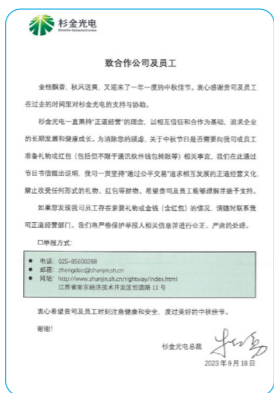 杉金光电
致合作公司及员工
金桂飘香，秋风送爽，又迎来了一年一度的中秋佳节。衷心感谢贵司及员工
在过去的时间里对杉金光电的支持与协助。
杉金光电一直秉持“正道经营”的理念，以相互信任和合作为基础，追求企业
的长期发展和健康成长。为消除您的顾虑，关于中秋节日是否需要向我司或员工
准备礼物或红包（包括但不限于通讯软件钱包转账等）相关事宜，我们在此通过
节日书信做出说明，我司一贯坚持“通过公平交易”追求相互发展的正道经营文化，
禁止收受任何形式的礼物、红包等财物，希望贵司及员工能够理解并给予支持。
如果您发现我司员工存在索要礼物或金钱（含红包）的情况，请随时联系我
司正道经营部门。我们将严格保护举报人相关信息并进行公正、严肃的处理。
口举报方式：
电话：025-85600288
邮箱：zhengdao@shanjin.sh.cn
网站：http://www.shanjin.sh.cn/rightway/index.html
江苏省南京经济技术开发区恒谊路 11 号
衷心希望贵司及员工时刻注意健康和安全，度过美好的中秋佳节。
谢谢！
杉金光电总裁
2023 年 9 月 18 日